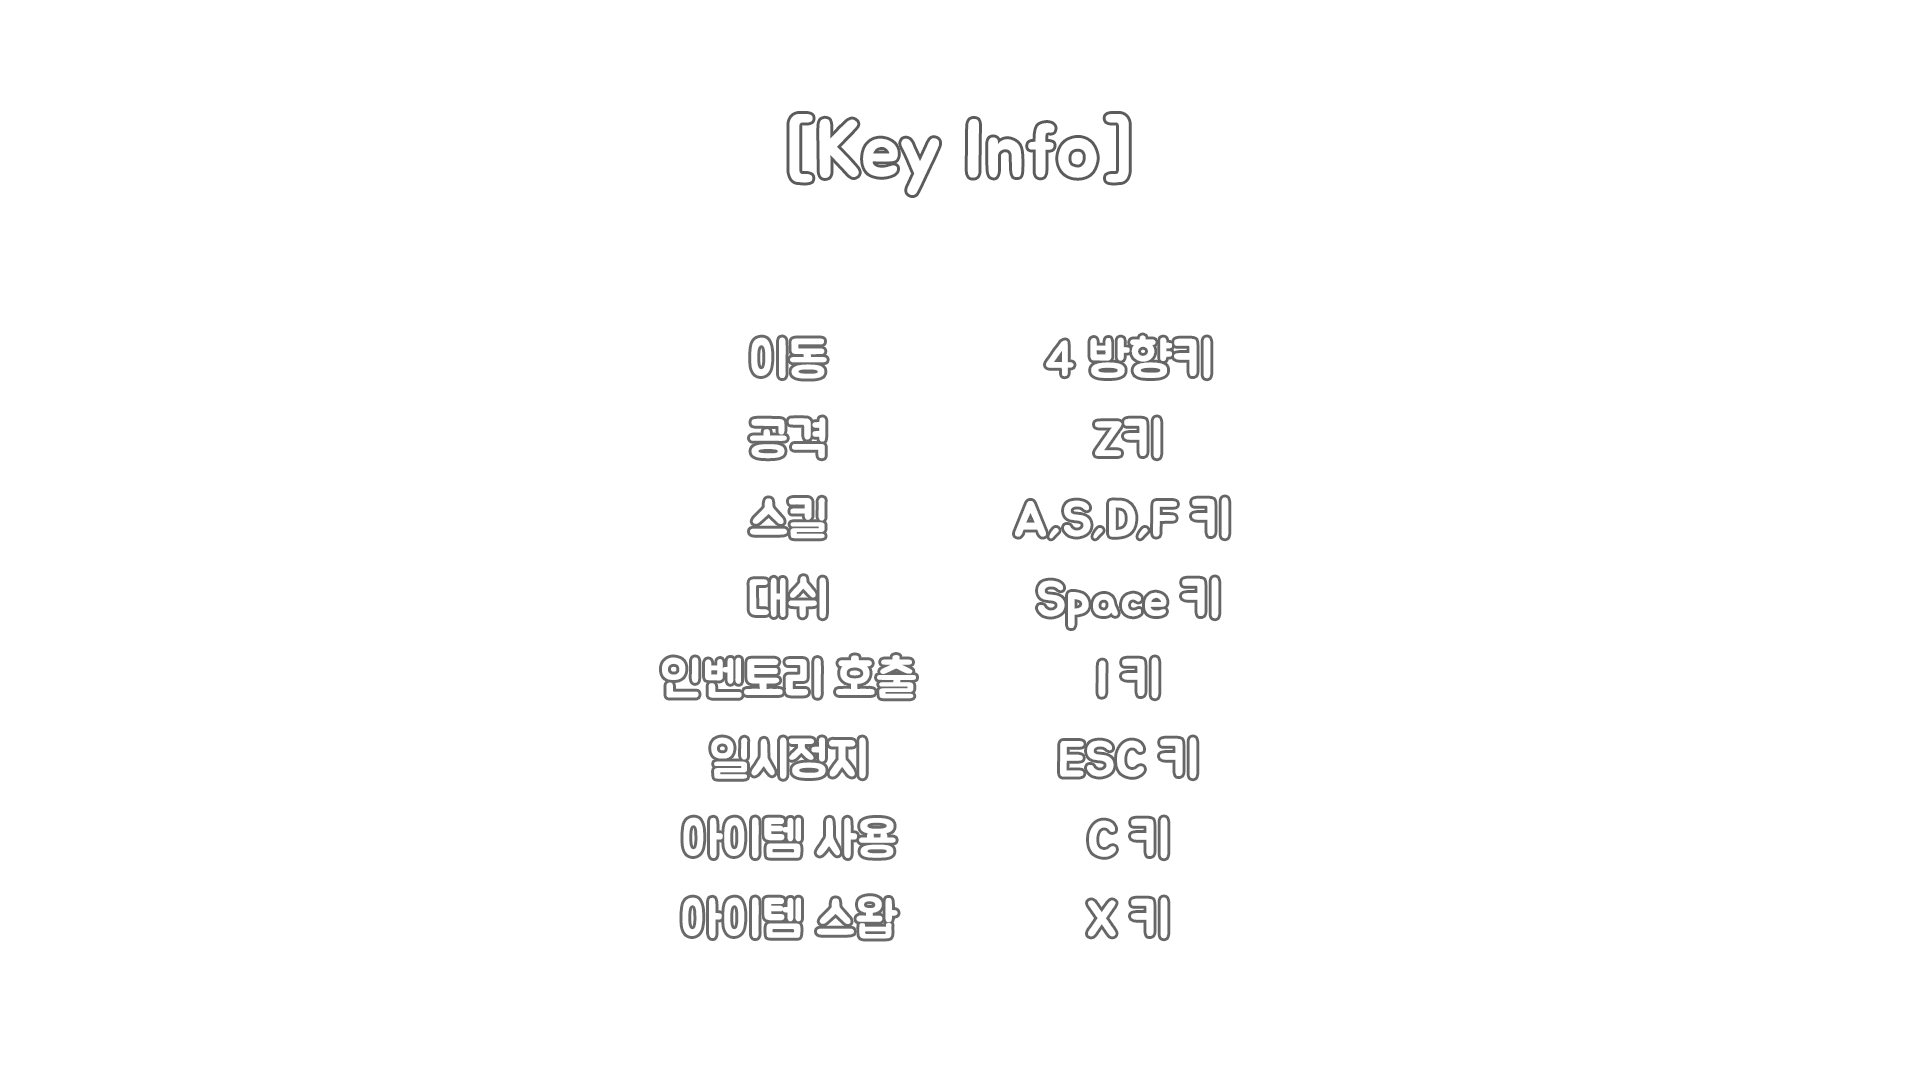 [Key Info]
이동 4 방향키
공격 Z키
스킬 A,S,D,F 키
대쉬 Space 키
인벤토리 호출 I 키
일시정지 ESC 키
아이템 사용 C 키
아이템 스왑 X 키